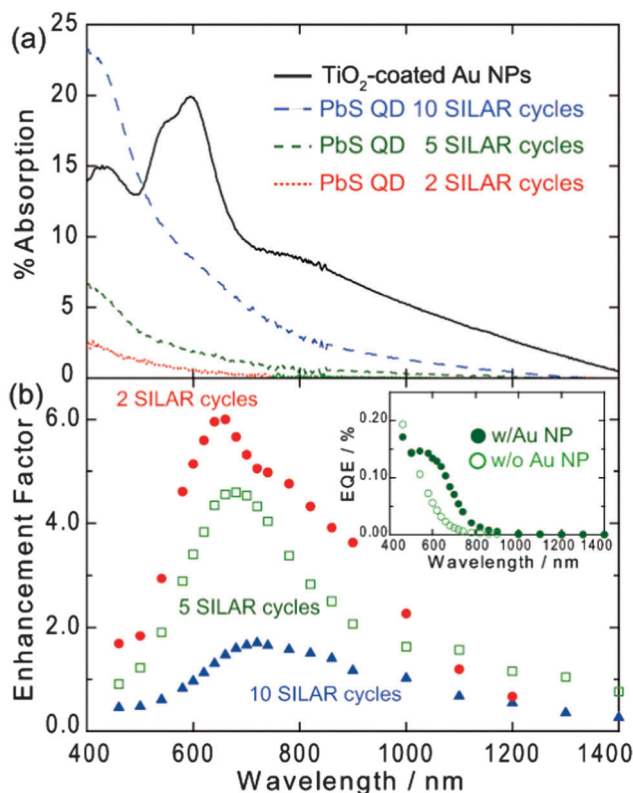 (a)
25
20
15
10
5
0
%Absorption
TiO2-coated Au NPs
PbS QD 10 SILAR cycles
PbS QD 5 SILAR cycles
PbS QD 2 SILAR cycles
(b)
6.0
4.0
2.0
0.0
Enhancement Factor
2 SILAR cycles
5 SILAR cycles
10 SILAR cycles
0.20
0.10
0.00
EQE / %
w/Au NP
w/o Au NP
400 600 800 1000 1200 1400
Wavelength / nm
400 600 800 1000 1200 1400
Wavelength / nm